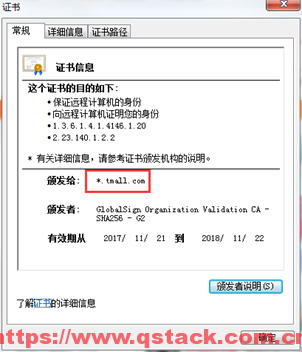 证书
常规 详细信息 证书路径
证书信息
这个证书的目的如下:
•保证远程计算机的身份
•向远程计算机证明您的身份
•1.3.6.1.4.1.4146.1.20
•2.23.140.1.2.2
* 有关详细信息，请参考证书颁发机构的说明。
颁发给: *.tmall.com
颁发者: GlobalSign Organization Validation CA -
SHA256 - G2
有效期从 2017/ 11/ 21 到 2018/ 11/ 22
颁发者说明(S)
了解证书的详细信息
https://www.qstack.com.cn
确定